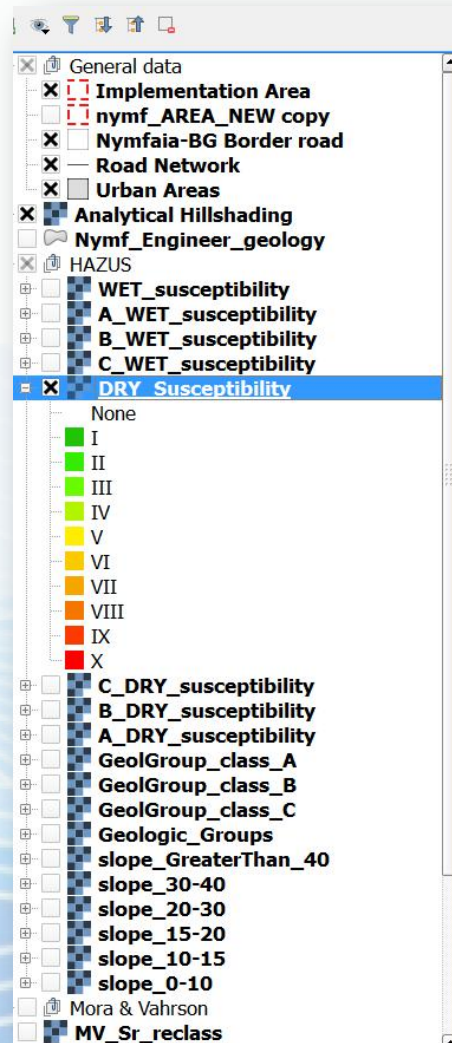 General data
Implementation Area
nymf_AREA_NEW copy
Nymfaia-BG Border road
Road Network
Urban Areas
Analytical Hillshading
Nymf_Engineer_geology
HAZUS
WET_susceptibility
A_WET_susceptibility
B_WET_susceptibility
C_WET_susceptibility
DRY_Susceptibility
None
I
II
III
IV
V
VI
VII
VIII
IX
X
C_DRY_susceptibility
B_DRY_susceptibility
A_DRY_susceptibility
GeolGroup_class_A
GeolGroup_class_B
GeolGroup_class_C
Geologic_Groups
slope_GreaterThan_40
slope_30-40
slope_20-30
slope_15-20
slope_10-15
slope_0-10
Mora & Vahrson
MV_Sr_reclass